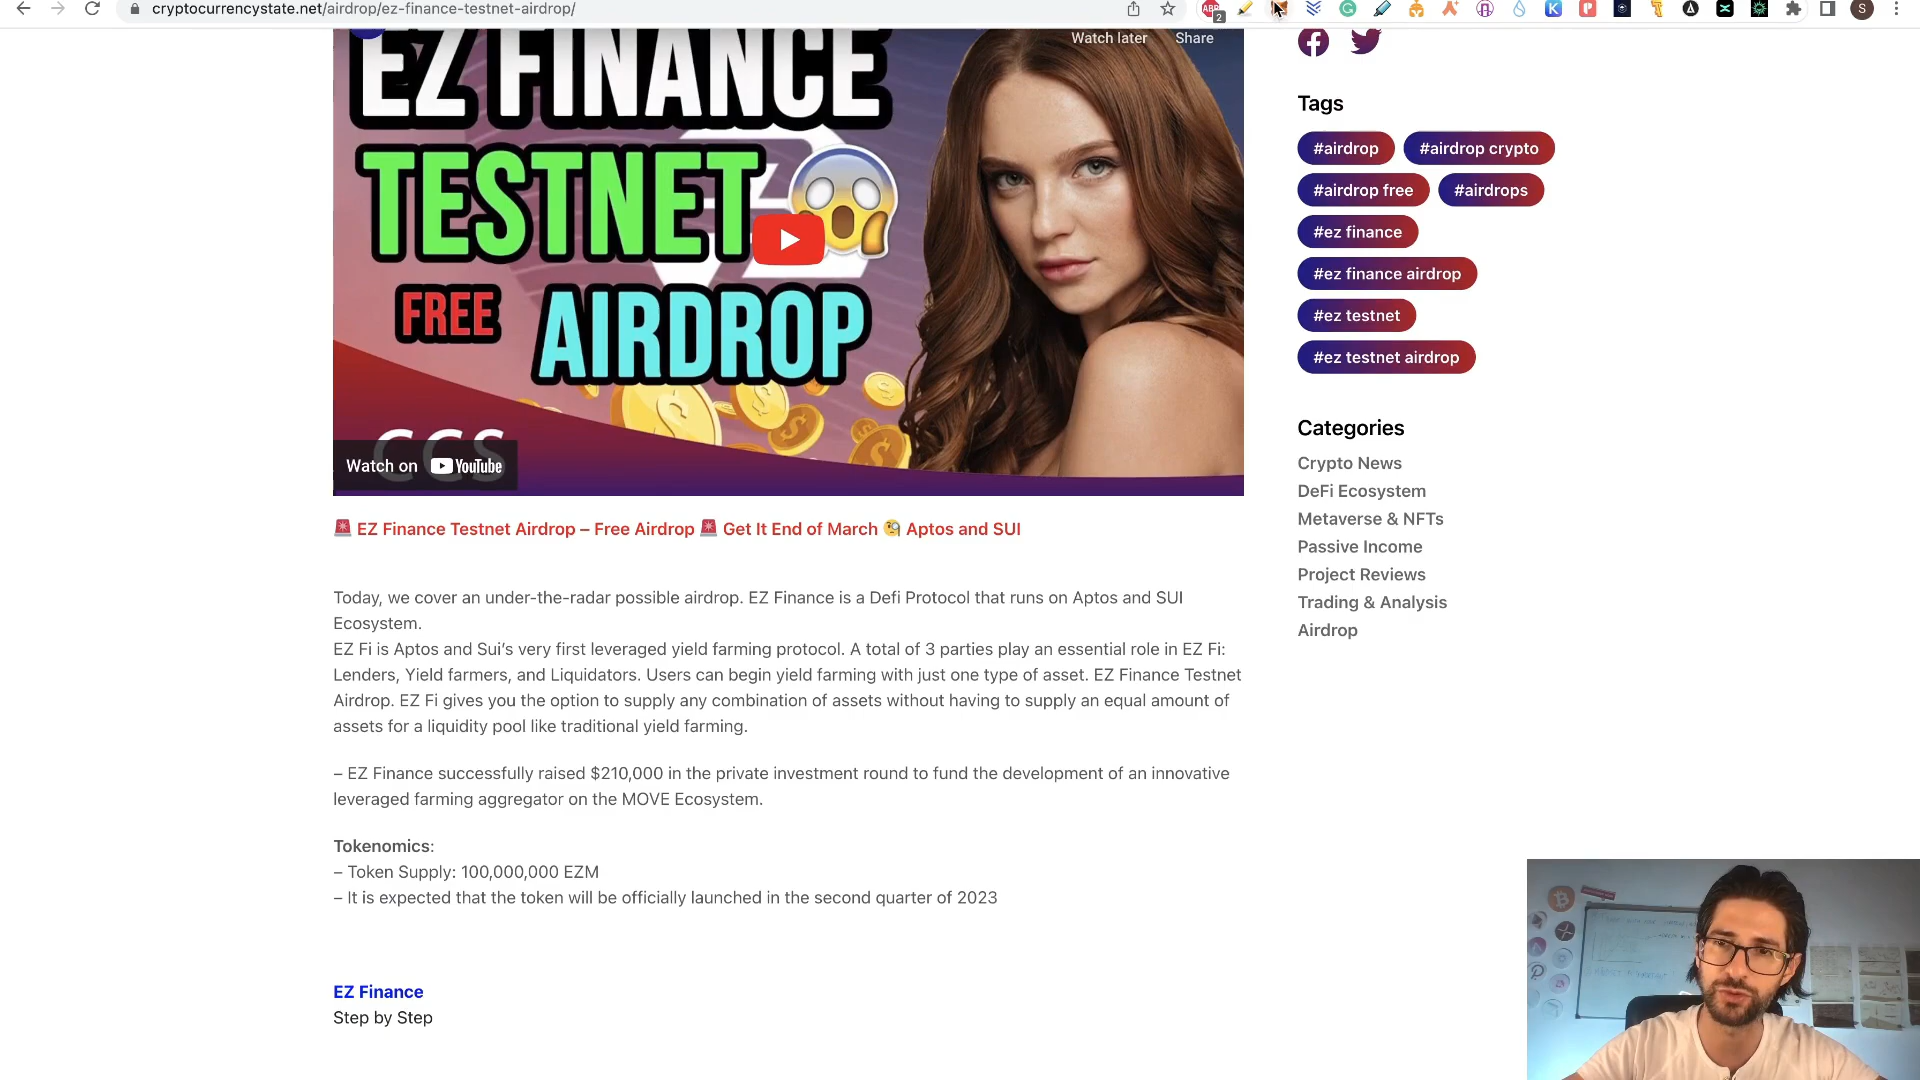 cryptocurrencystate.net/airdrop/ez-finance-testnet-airdrop/
ABP
2
S
EZ FINANCE
Watch later
Share
TESTNET
FREE AIRDROP
CCS
Watch on YouTube
🚨 EZ Finance Testnet Airdrop – Free Airdrop 🚨 Get It End of March 🧐 Aptos and SUI
Today, we cover an under-the-radar possible airdrop. EZ Finance is a Defi Protocol that runs on Aptos and SUI
Ecosystem.
EZ Fi is Aptos and Sui’s very first leveraged yield farming protocol. A total of 3 parties play an essential role in EZ Fi:
Lenders, Yield farmers, and Liquidators. Users can begin yield farming with just one type of asset. EZ Finance Testnet
Airdrop. EZ Fi gives you the option to supply any combination of assets without having to supply an equal amount of
assets for a liquidity pool like traditional yield farming.
– EZ Finance successfully raised $210,000 in the private investment round to fund the development of an innovative
leveraged farming aggregator on the MOVE Ecosystem.
Tokenomics:
– Token Supply: 100,000,000 EZM
– It is expected that the token will be officially launched in the second quarter of 2023
EZ Finance
Step by Step
Tags
#airdrop
#airdrop crypto
#airdrop free
#airdrops
#ez finance
#ez finance airdrop
#ez testnet
#ez testnet airdrop
Categories
Crypto News
DeFi Ecosystem
Metaverse & NFTs
Passive Income
Project Reviews
Trading & Analysis
Airdrop